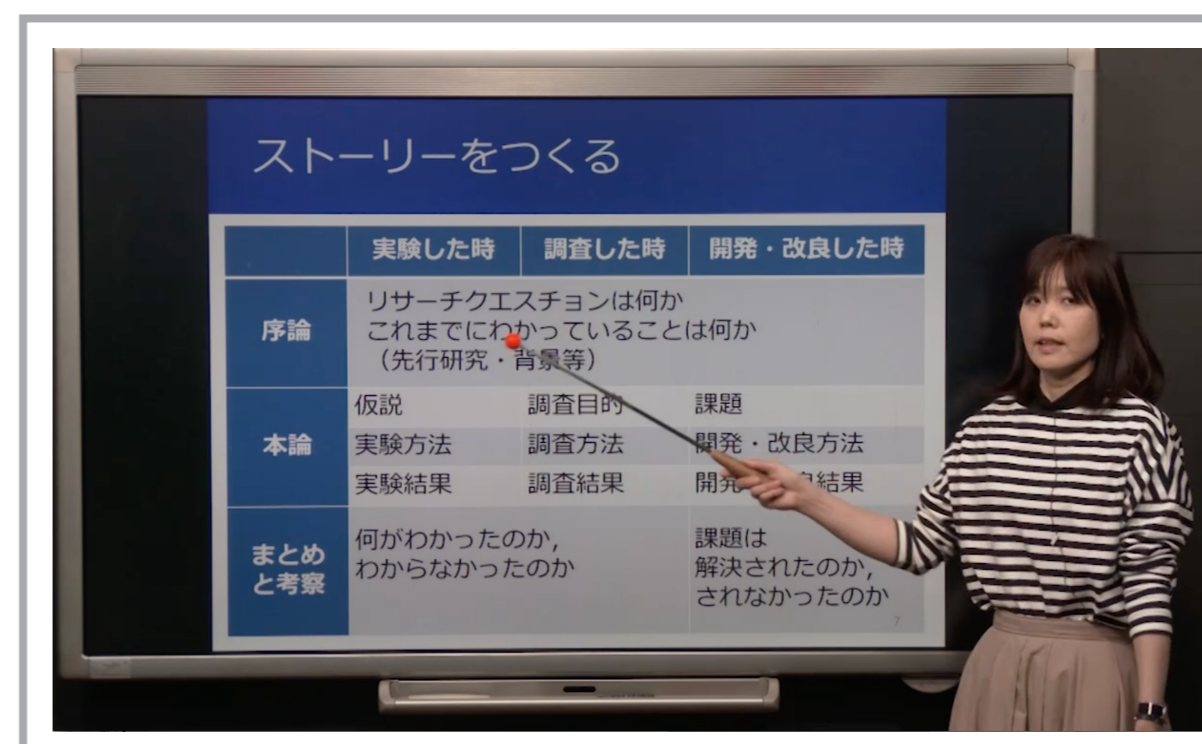 ストーリーをつくる
実験した時 調査した時 開発・改良した時
序論
リサーチクエスチョンは何か
これまでにわかっていることは何か
（先行研究・背景等）
本論
仮説 調査目的 課題
実験方法 調査方法 開発・改良方法
実験結果 調査結果 開発 結果
まとめ
と考察
何がわかったのか,
わからなかったのか
課題は
解決されたのか,
されなかったのか
7